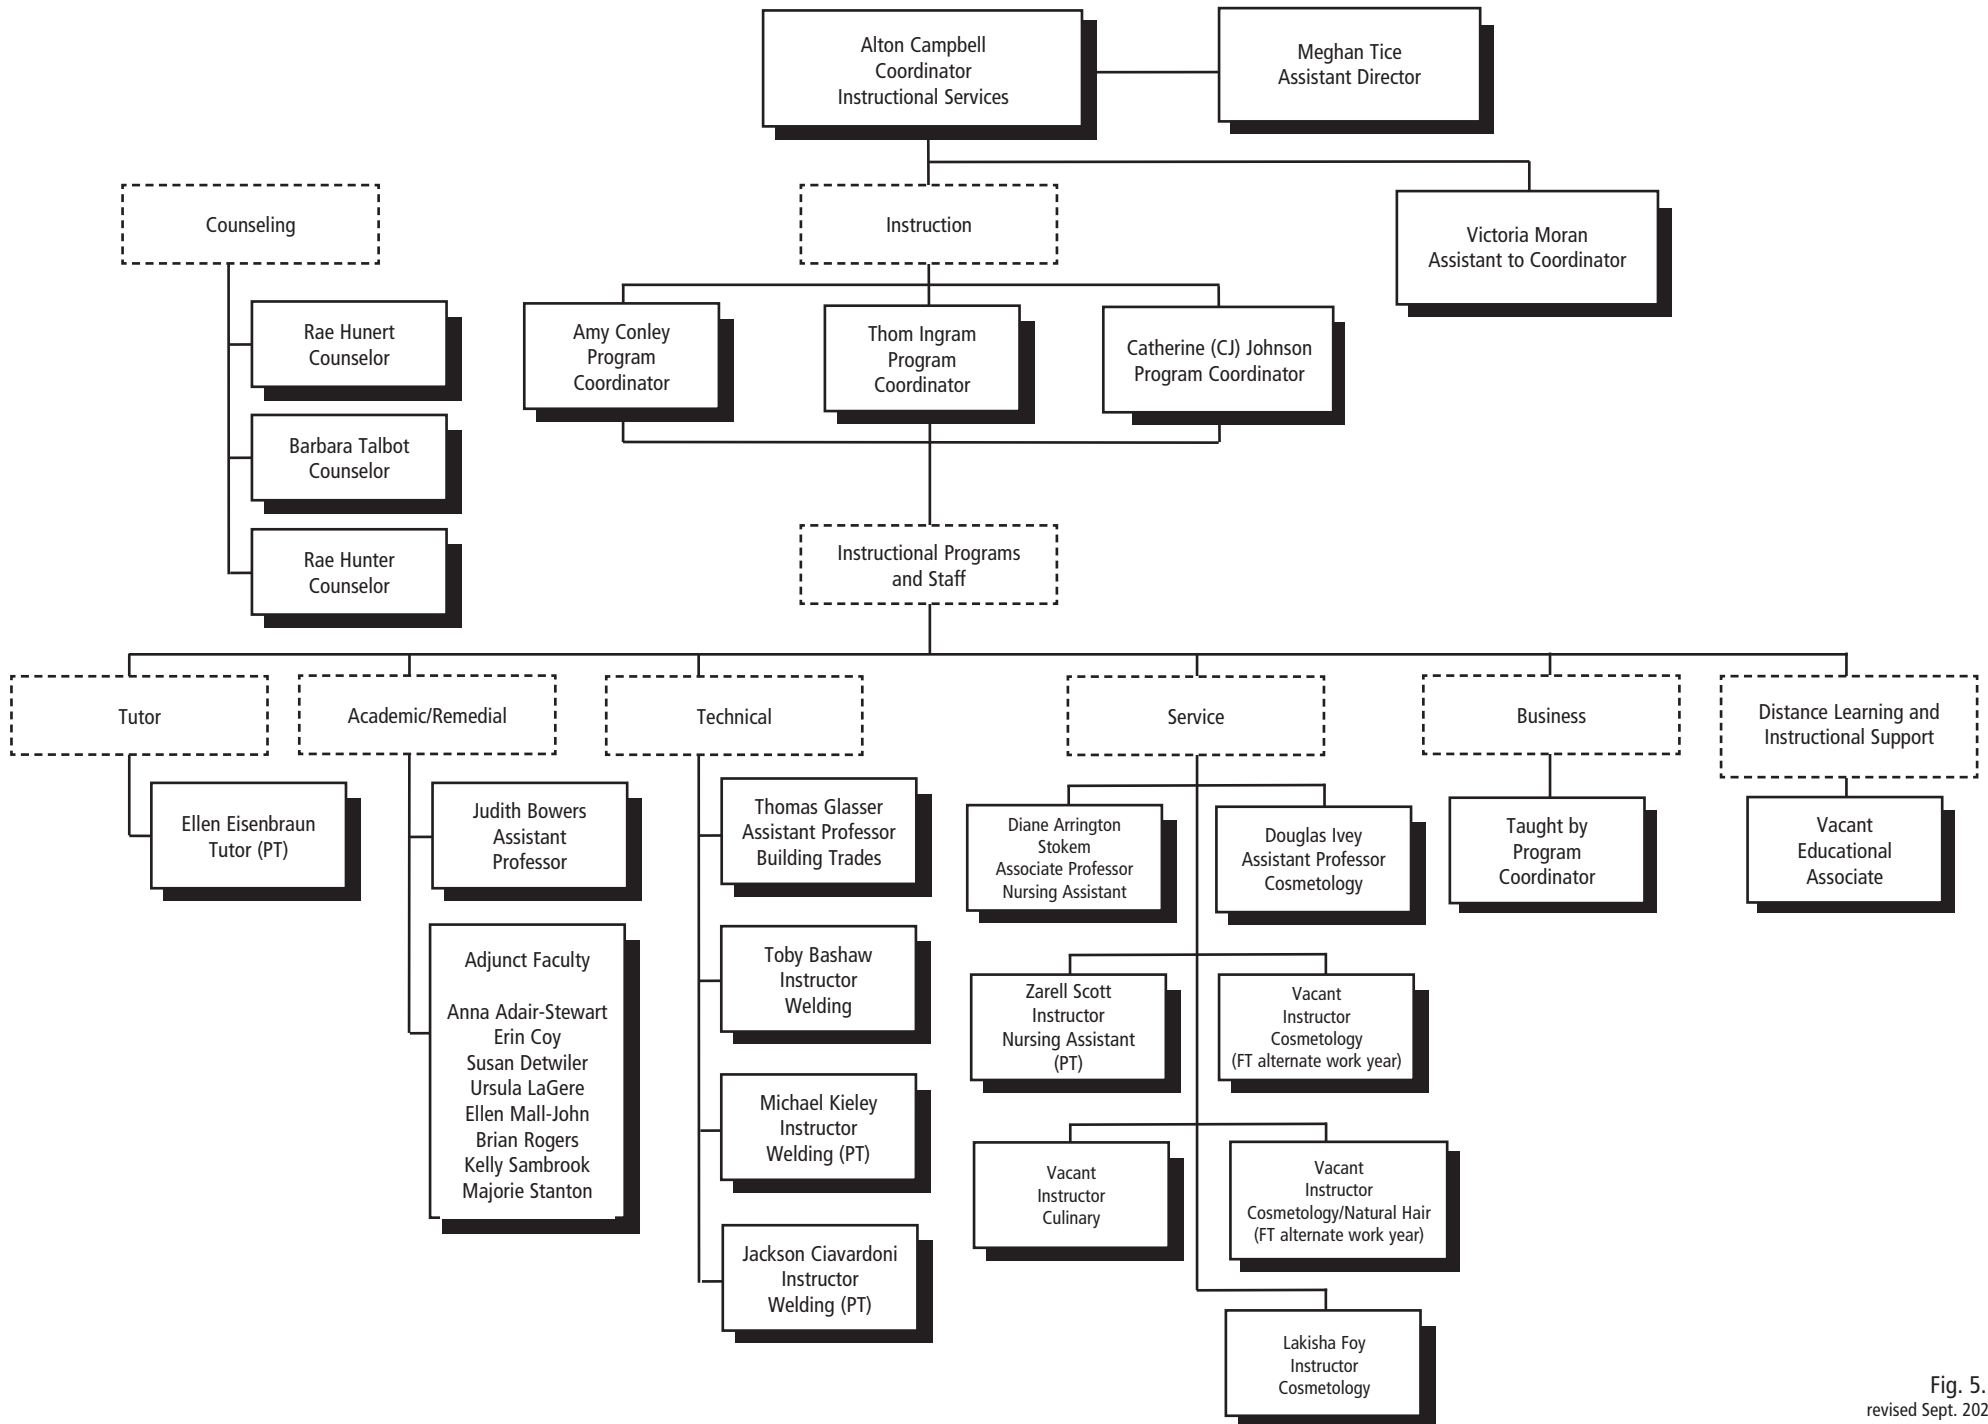 Alton Campbell
Coordinator
Instructional Services
Meghan Tice
Assistant Director
Counseling
Instruction
Victoria Moran
Assistant to Coordinator
Rae Hunert
Counselor
Barbara Talbot
Counselor
Rae Hunter
Counselor
Amy Conley
Program
Coordinator
Thom Ingram
Program
Coordinator
Catherine (CJ) Johnson
Program Coordinator
Instructional Programs
and Staff
Tutor
Academic/Remedial
Technical
Service
Business
Distance Learning and
Instructional Support
Ellen Eisenbraun
Tutor (PT)
Judith Bowers
Assistant
Professor
Adjunct Faculty
Anna Adair-Stewart
Erin Coy
Susan Detwiler
Ursula LaGere
Ellen Mall-John
Brian Rogers
Kelly Sambrook
Majorie Stanton
Thomas Glasser
Assistant Professor
Building Trades
Toby Bashaw
Instructor
Welding
Michael Kieley
Instructor
Welding (PT)
Jackson Ciavardoni
Instructor
Welding (PT)
Diane Arrington
Stokem
Associate Professor
Nursing Assistant
Douglas Ivey
Assistant Professor
Cosmetology
Zarell Scott
Instructor
Nursing Assistant
(PT)
Vacant
Instructor
Cosmetology
(FT alternate work year)
Vacant
Instructor
Culinary
Vacant
Instructor
Cosmetology/Natural Hair
(FT alternate work year)
Lakisha Foy
Instructor
Cosmetology
Taught by
Program
Coordinator
Vacant
Educational
Associate
Fig. 5.
revised Sept. 202